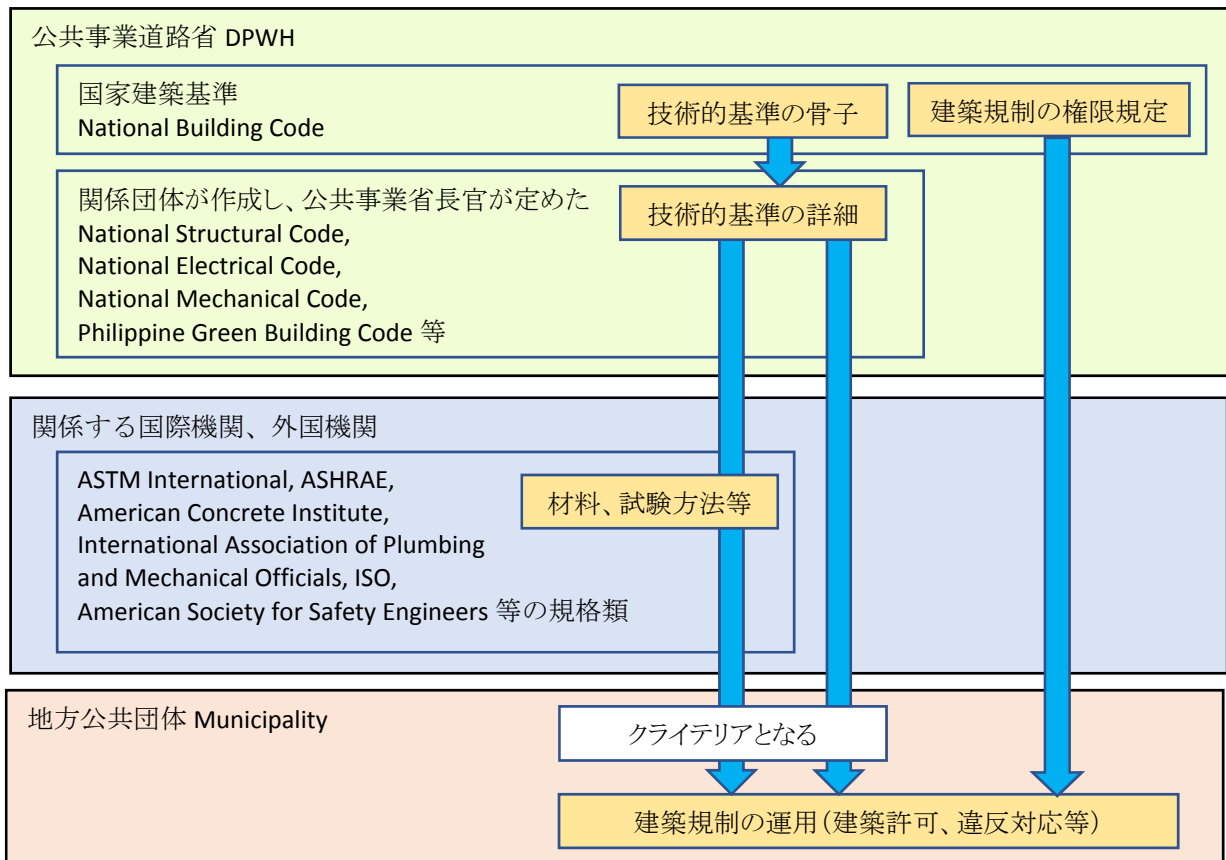 公共事業道路省 DPWH
国家建築基準
National Building Code
技術的基準の骨子
建築規制の権限規定
関係団体が作成し、公共事業省長官が定めた
National Structural Code,
National Electrical Code,
National Mechanical Code,
Philippine Green Building Code 等
技術的基準の詳細
関係する国際機関、外国機関
ASTM International, ASHRAE,
American Concrete Institute,
International Association of Plumbing
and Mechanical Officials, ISO,
American Society for Safety Engineers 等の規格類
材料、試験方法等
地方公共団体 Municipality
クライテリアとなる
建築規制の運用(建築許可、違反対応等)